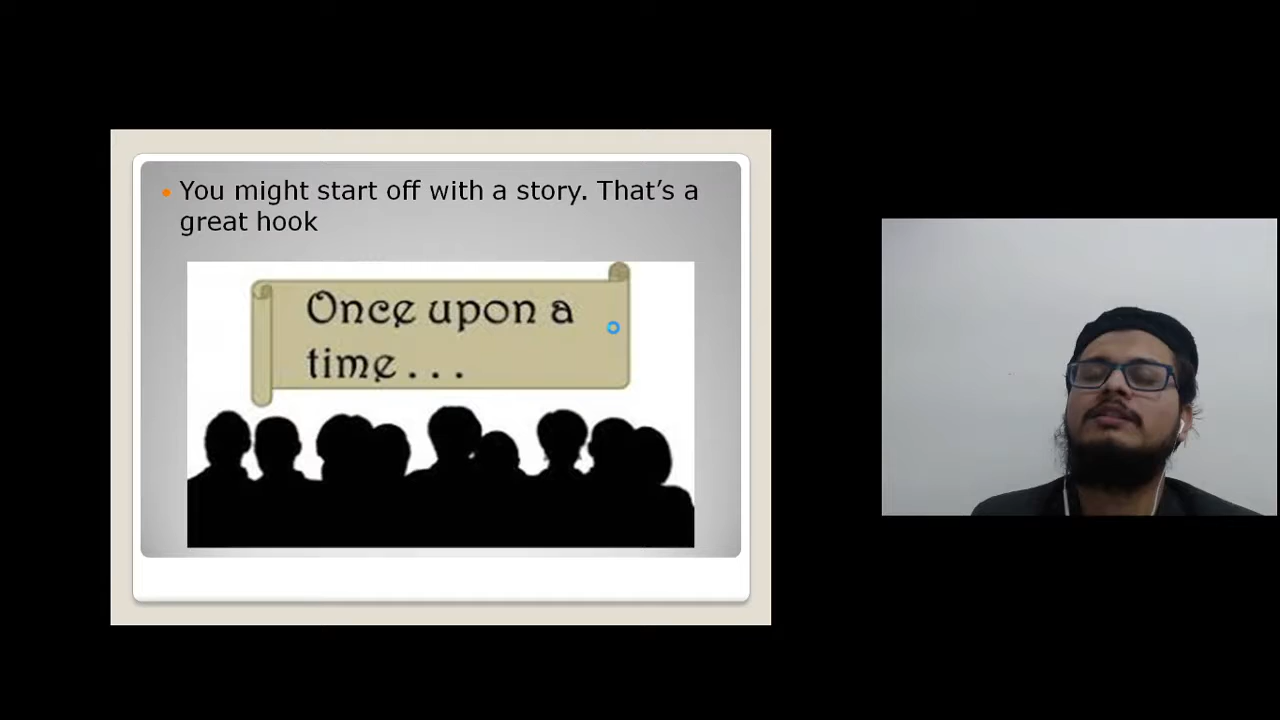 You might start off with a story. That’s a
great hook
Once upon a
time . . .